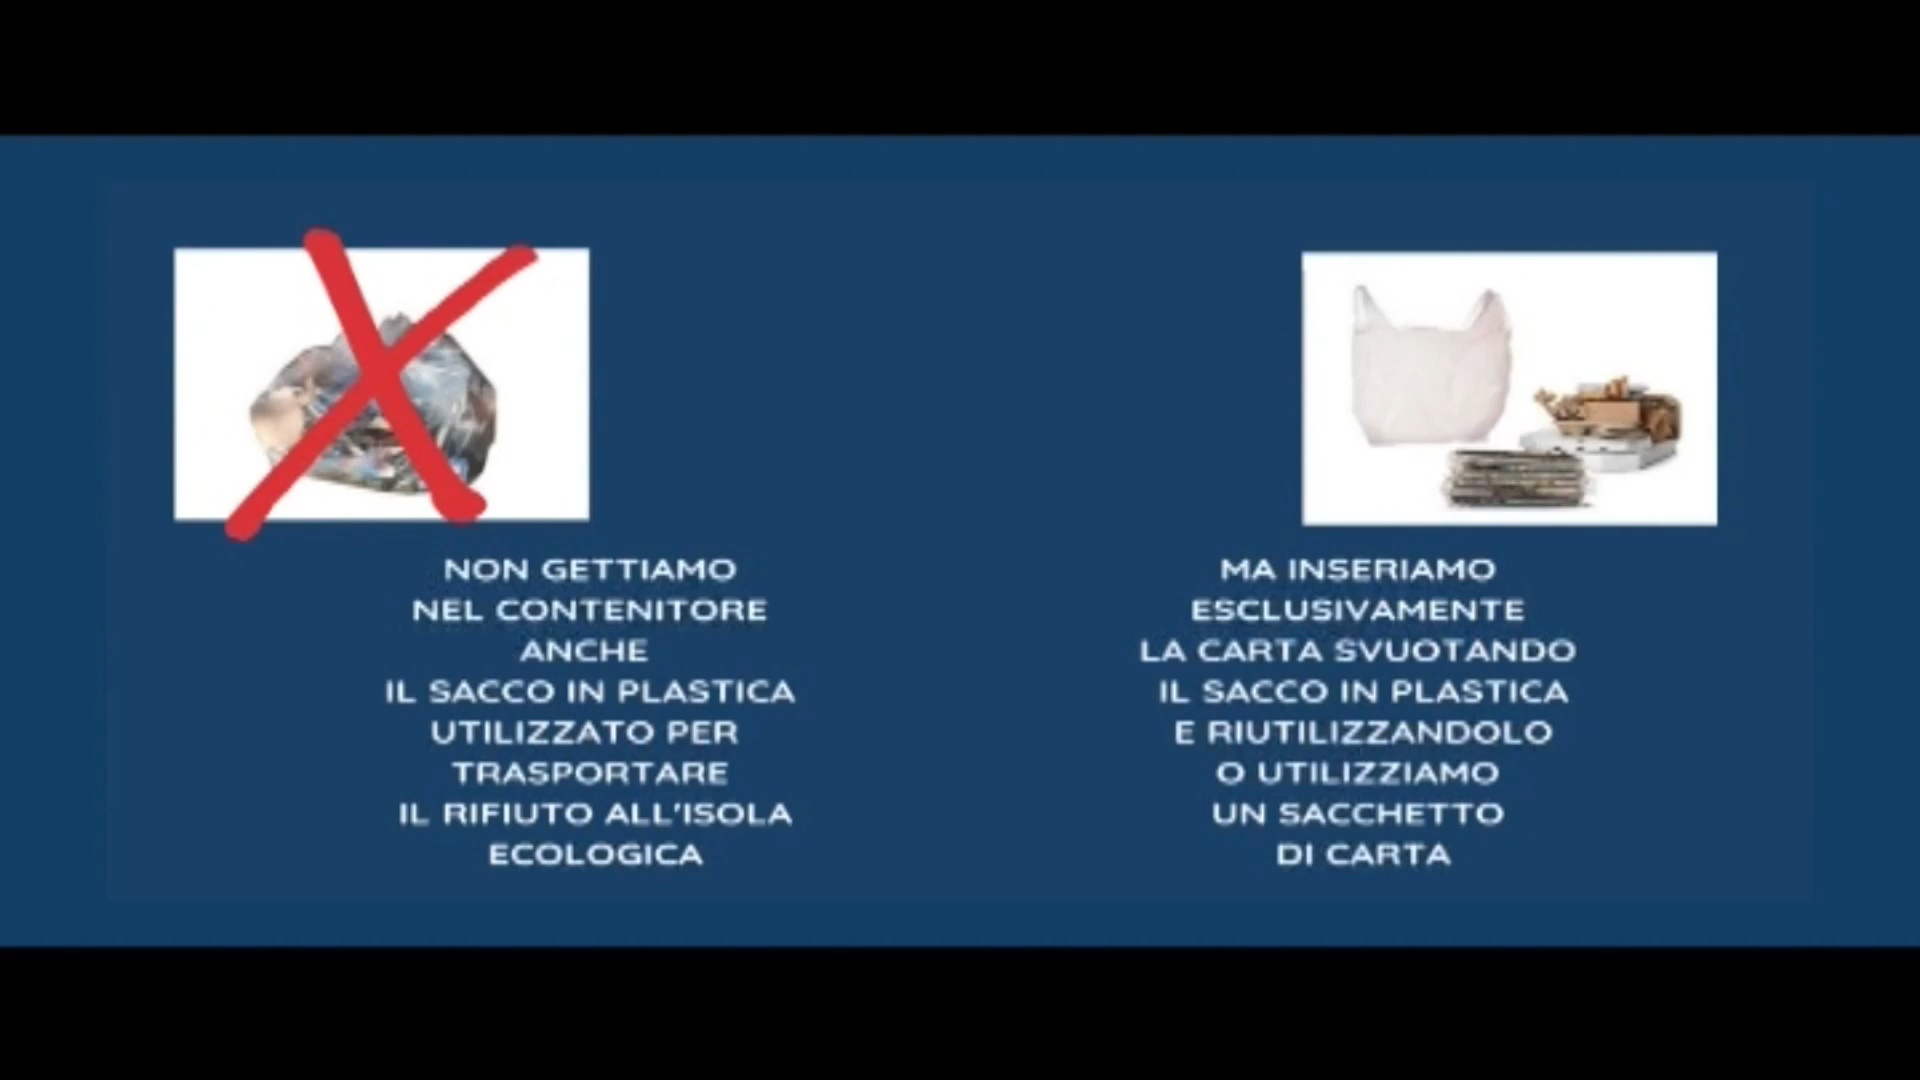 NON GETTIAMO
NEL CONTENITORE
ANCHE
IL SACCO IN PLASTICA
UTILIZZATO PER
TRASPORTARE
IL RIFIUTO ALL'ISOLA
ECOLOGICA
MA INSERIAMO
ESCLUSIVAMENTE
LA CARTA SVUOTANDO
IL SACCO IN PLASTICA
E RIUTILIZZANDOLO
O UTILIZZIAMO
UN SACCHETTO
DI CARTA